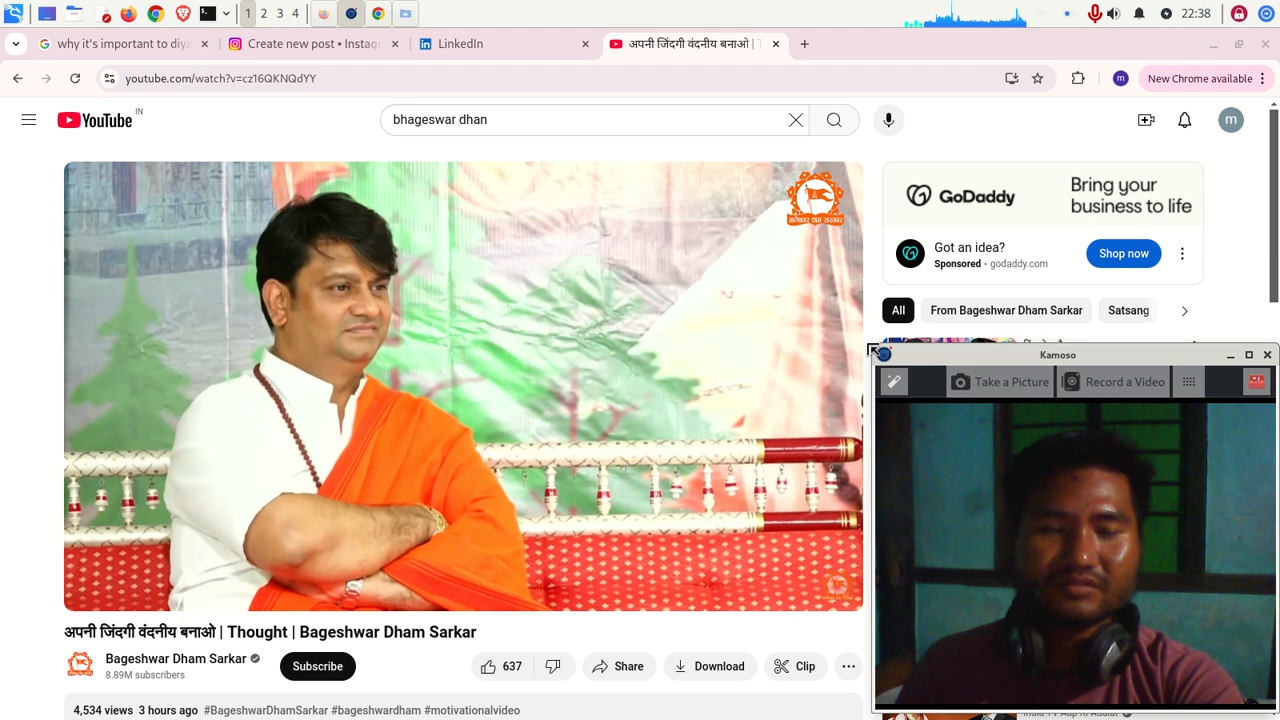 1 2 3 4
22:38
why it's important to diya
Create new post • Instagr
LinkedIn
अपनी जिंदगी वंदनीय बनाओ | T
youtube.com/watch?v=cz16QKNQdYY
m
New Chrome available
YouTube IN
bhageswar dhan
m
बागेश्वर धाम सरकार
GoDaddy
Bring your
business to life
Got an idea?
Sponsored • godaddy.com
Shop now
All
From Bageshwar Dham Sarkar
Satsang
Kamoso
Take a Picture
Record a Video
अपनी जिंदगी वंदनीय बनाओ | Thought | Bageshwar Dham Sarkar
Bageshwar Dham Sarkar
8.89M subscribers
Subscribe
637
Share
Download
Clip
4,534 views 3 hours ago #BageshwarDhamSarkar #bageshwardham #motivationalvideo